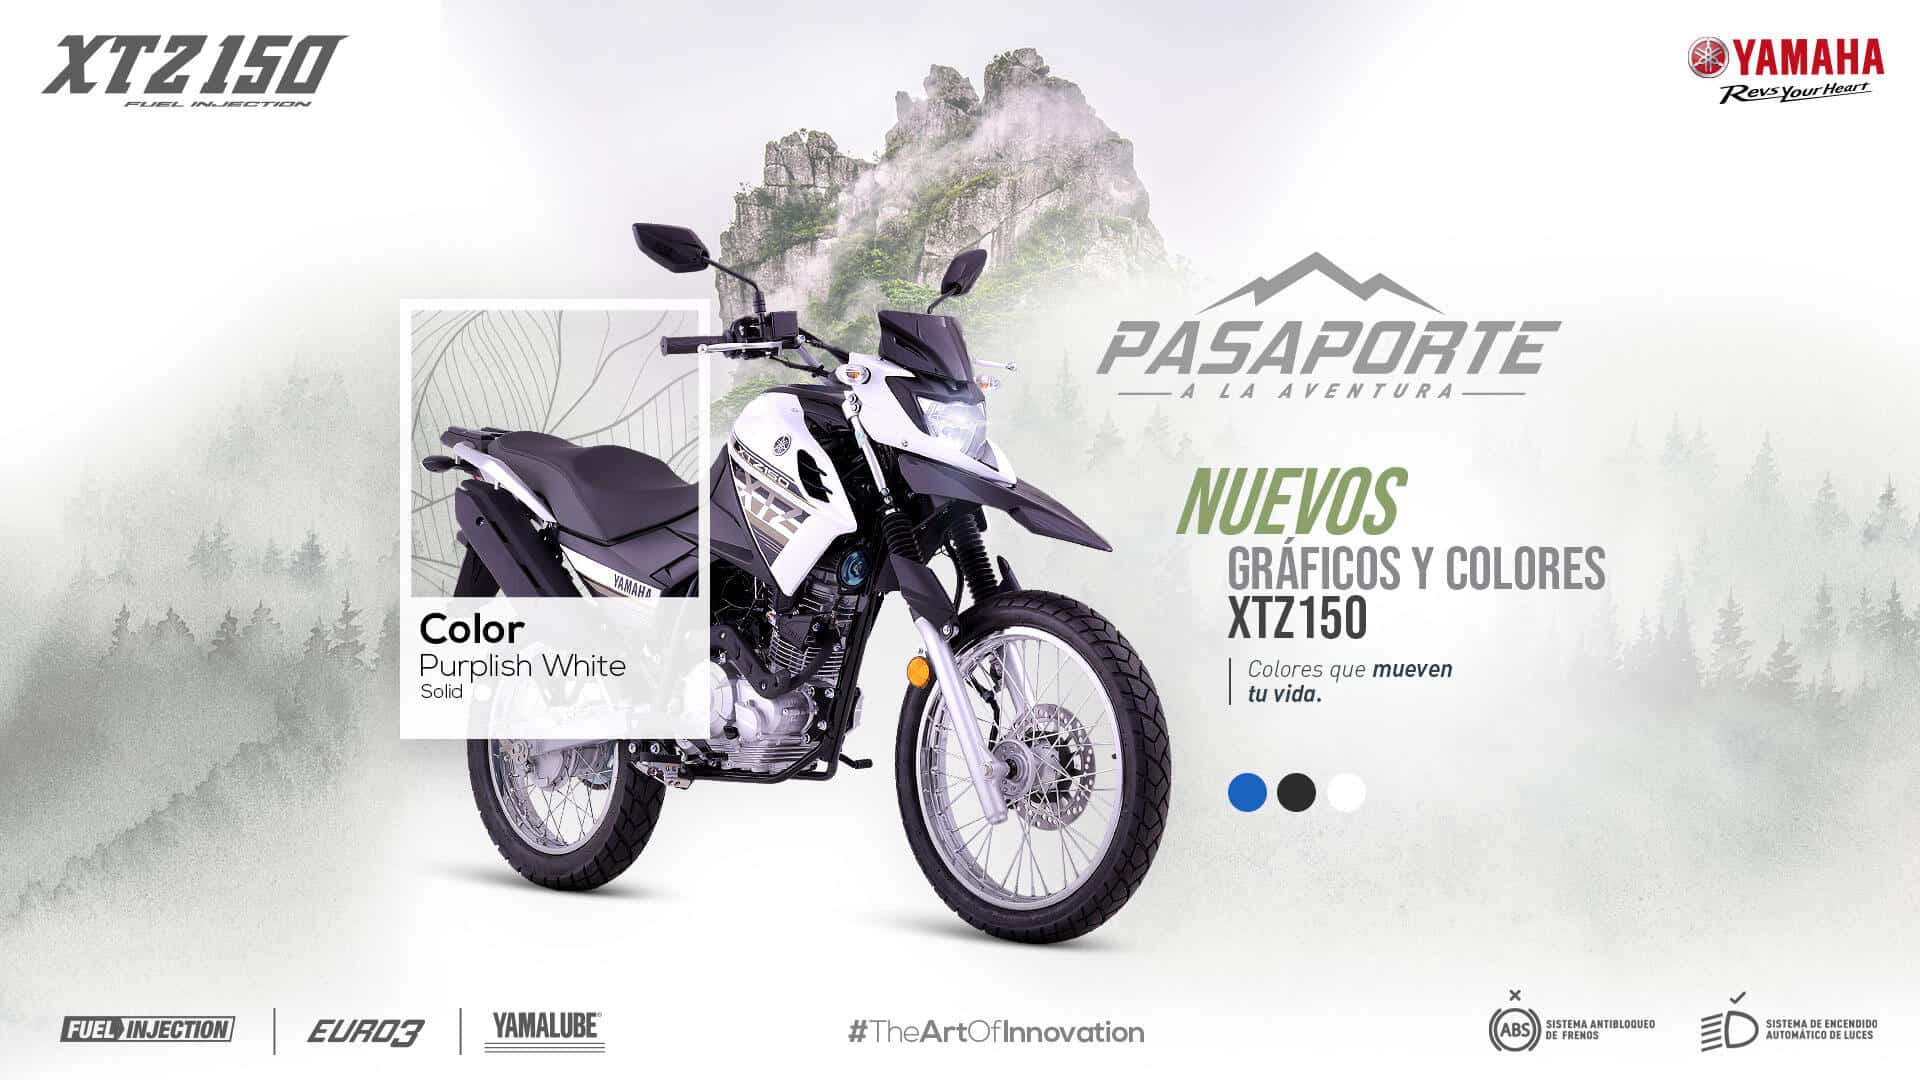 XTZ150
FUEL INJECTION
YAMAHA
Revs Your Heart
PASAPORTE
A LA AVENTURA
XTZ150
XTZ
YAMAHA
Color
Purplish White
Solid
NUEVOS
GRÁFICOS Y COLORES
XTZ150
Colores que mueven
tu vida.
FUEL INJECTION
EURO3
YAMALUBE®
#TheArtOfInnovation
ABS
SISTEMA ANTIBLOQUEO
DE FRENOS
SISTEMA DE ENCENDIDO
AUTOMÁTICO DE LUCES